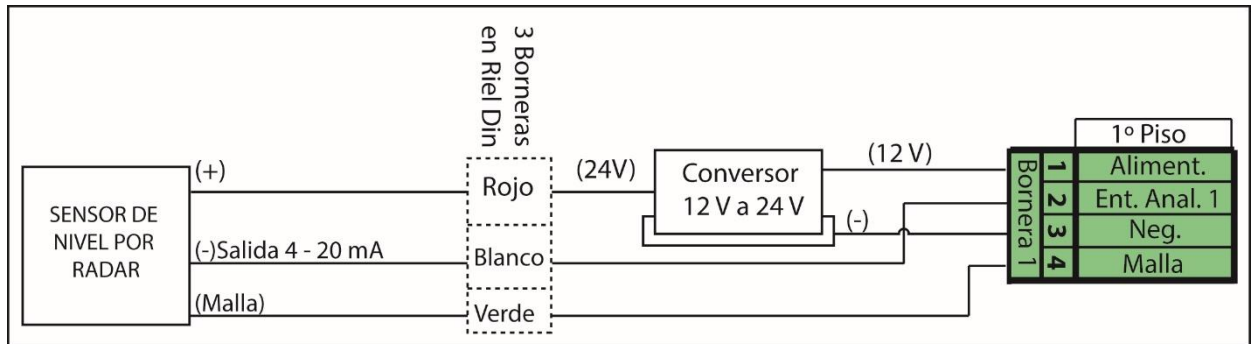 3 Borneras
en Riel Din
SENSOR DE
NIVEL POR
RADAR
(+)
(-)Salida 4 - 20 mA
(Malla)
Rojo
Blanco
Verde
(24V)
Conversor
12 V a 24 V
(12 V)
(-)
1º Piso
Bornera 1
1 Aliment.
2 Ent. Anal. 1
3 Neg.
4 Malla